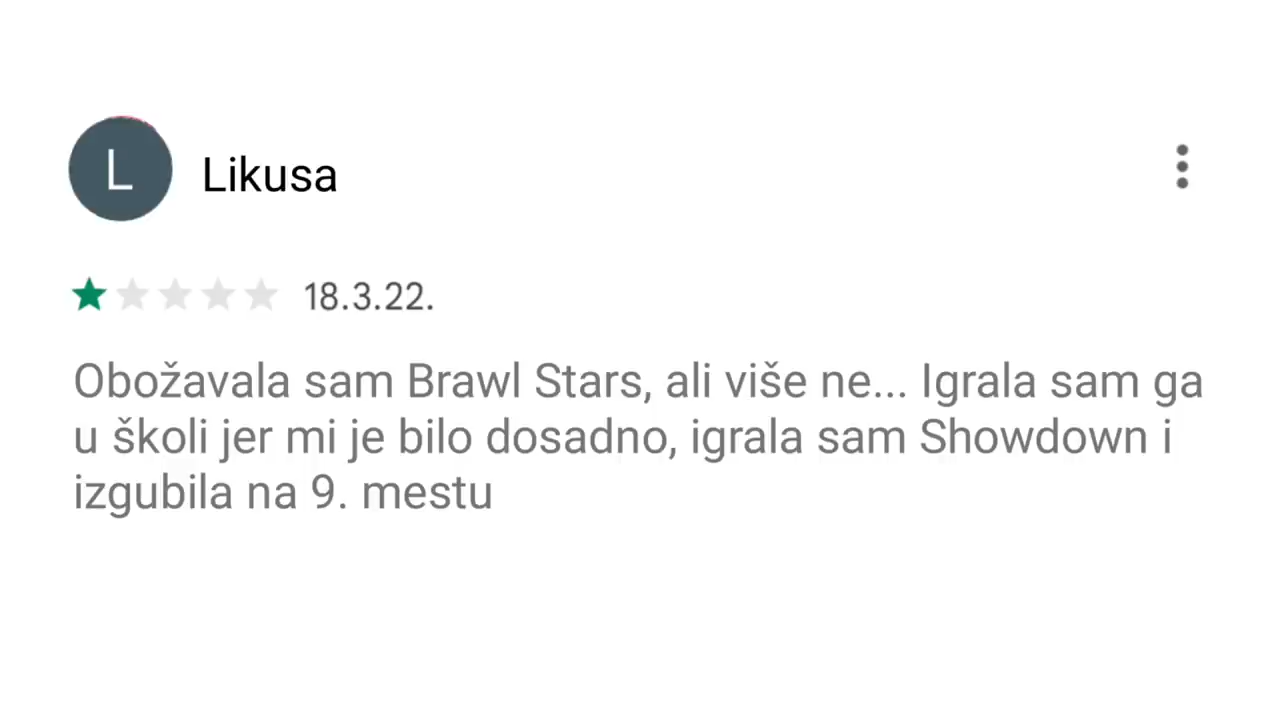 L
Likusa
18.3.22.
Obožavala sam Brawl Stars, ali više ne... Igrala sam ga
u školi jer mi je bilo dosadno, igrala sam Showdown i
izgubila na 9. mestu